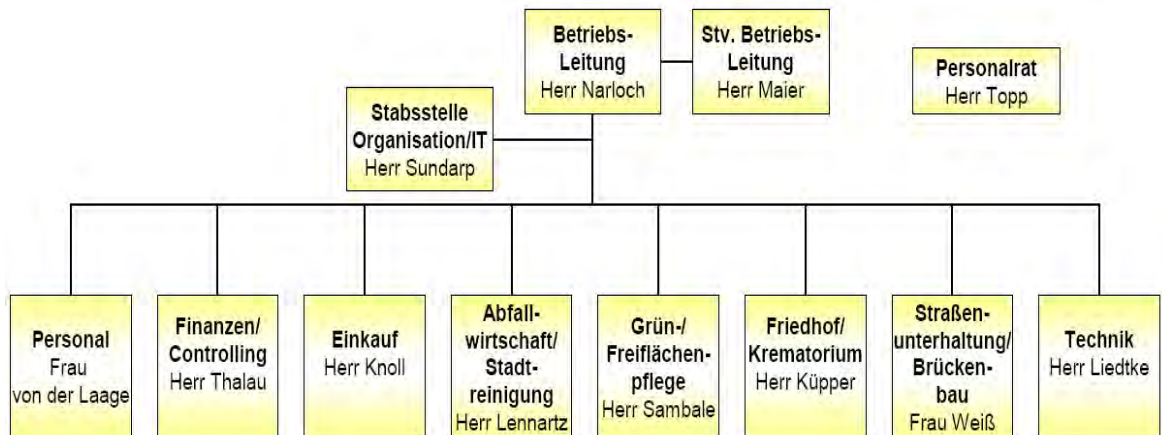 Betriebs-
Leitung
Herr Narloch
Stv. Betriebs-
Leitung
Herr Maier
Personalrat
Herr Topp
Stabsstelle
Organisation/IT
Herr Sundarp
Personal
Frau
von der Laage
Finanzen/
Controlling
Herr Thalau
Einkauf
Herr Knoll
Abfall-
wirtschaft/
Stadt-
reinigung
Herr Lennartz
Grün-/
Freiflächen-
pflege
Herr Sambale
Friedhof/
Krematorium
Herr Küpper
Straßen-
unterhaltung/
Brücken-
bau
Frau Weiß
Technik
Herr Liedtke